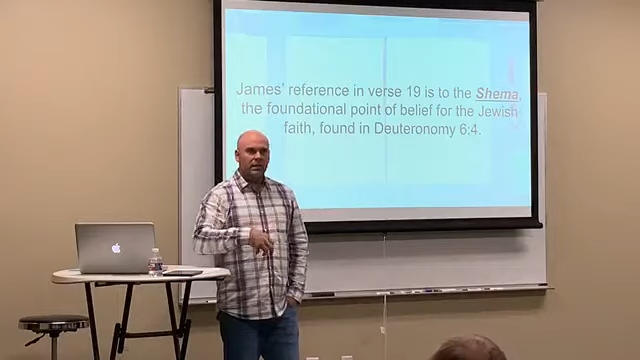 James' reference in verse 19 is to the Shema,
the foundational point of belief for the Jewish
faith, found in Deuteronomy 6:4.